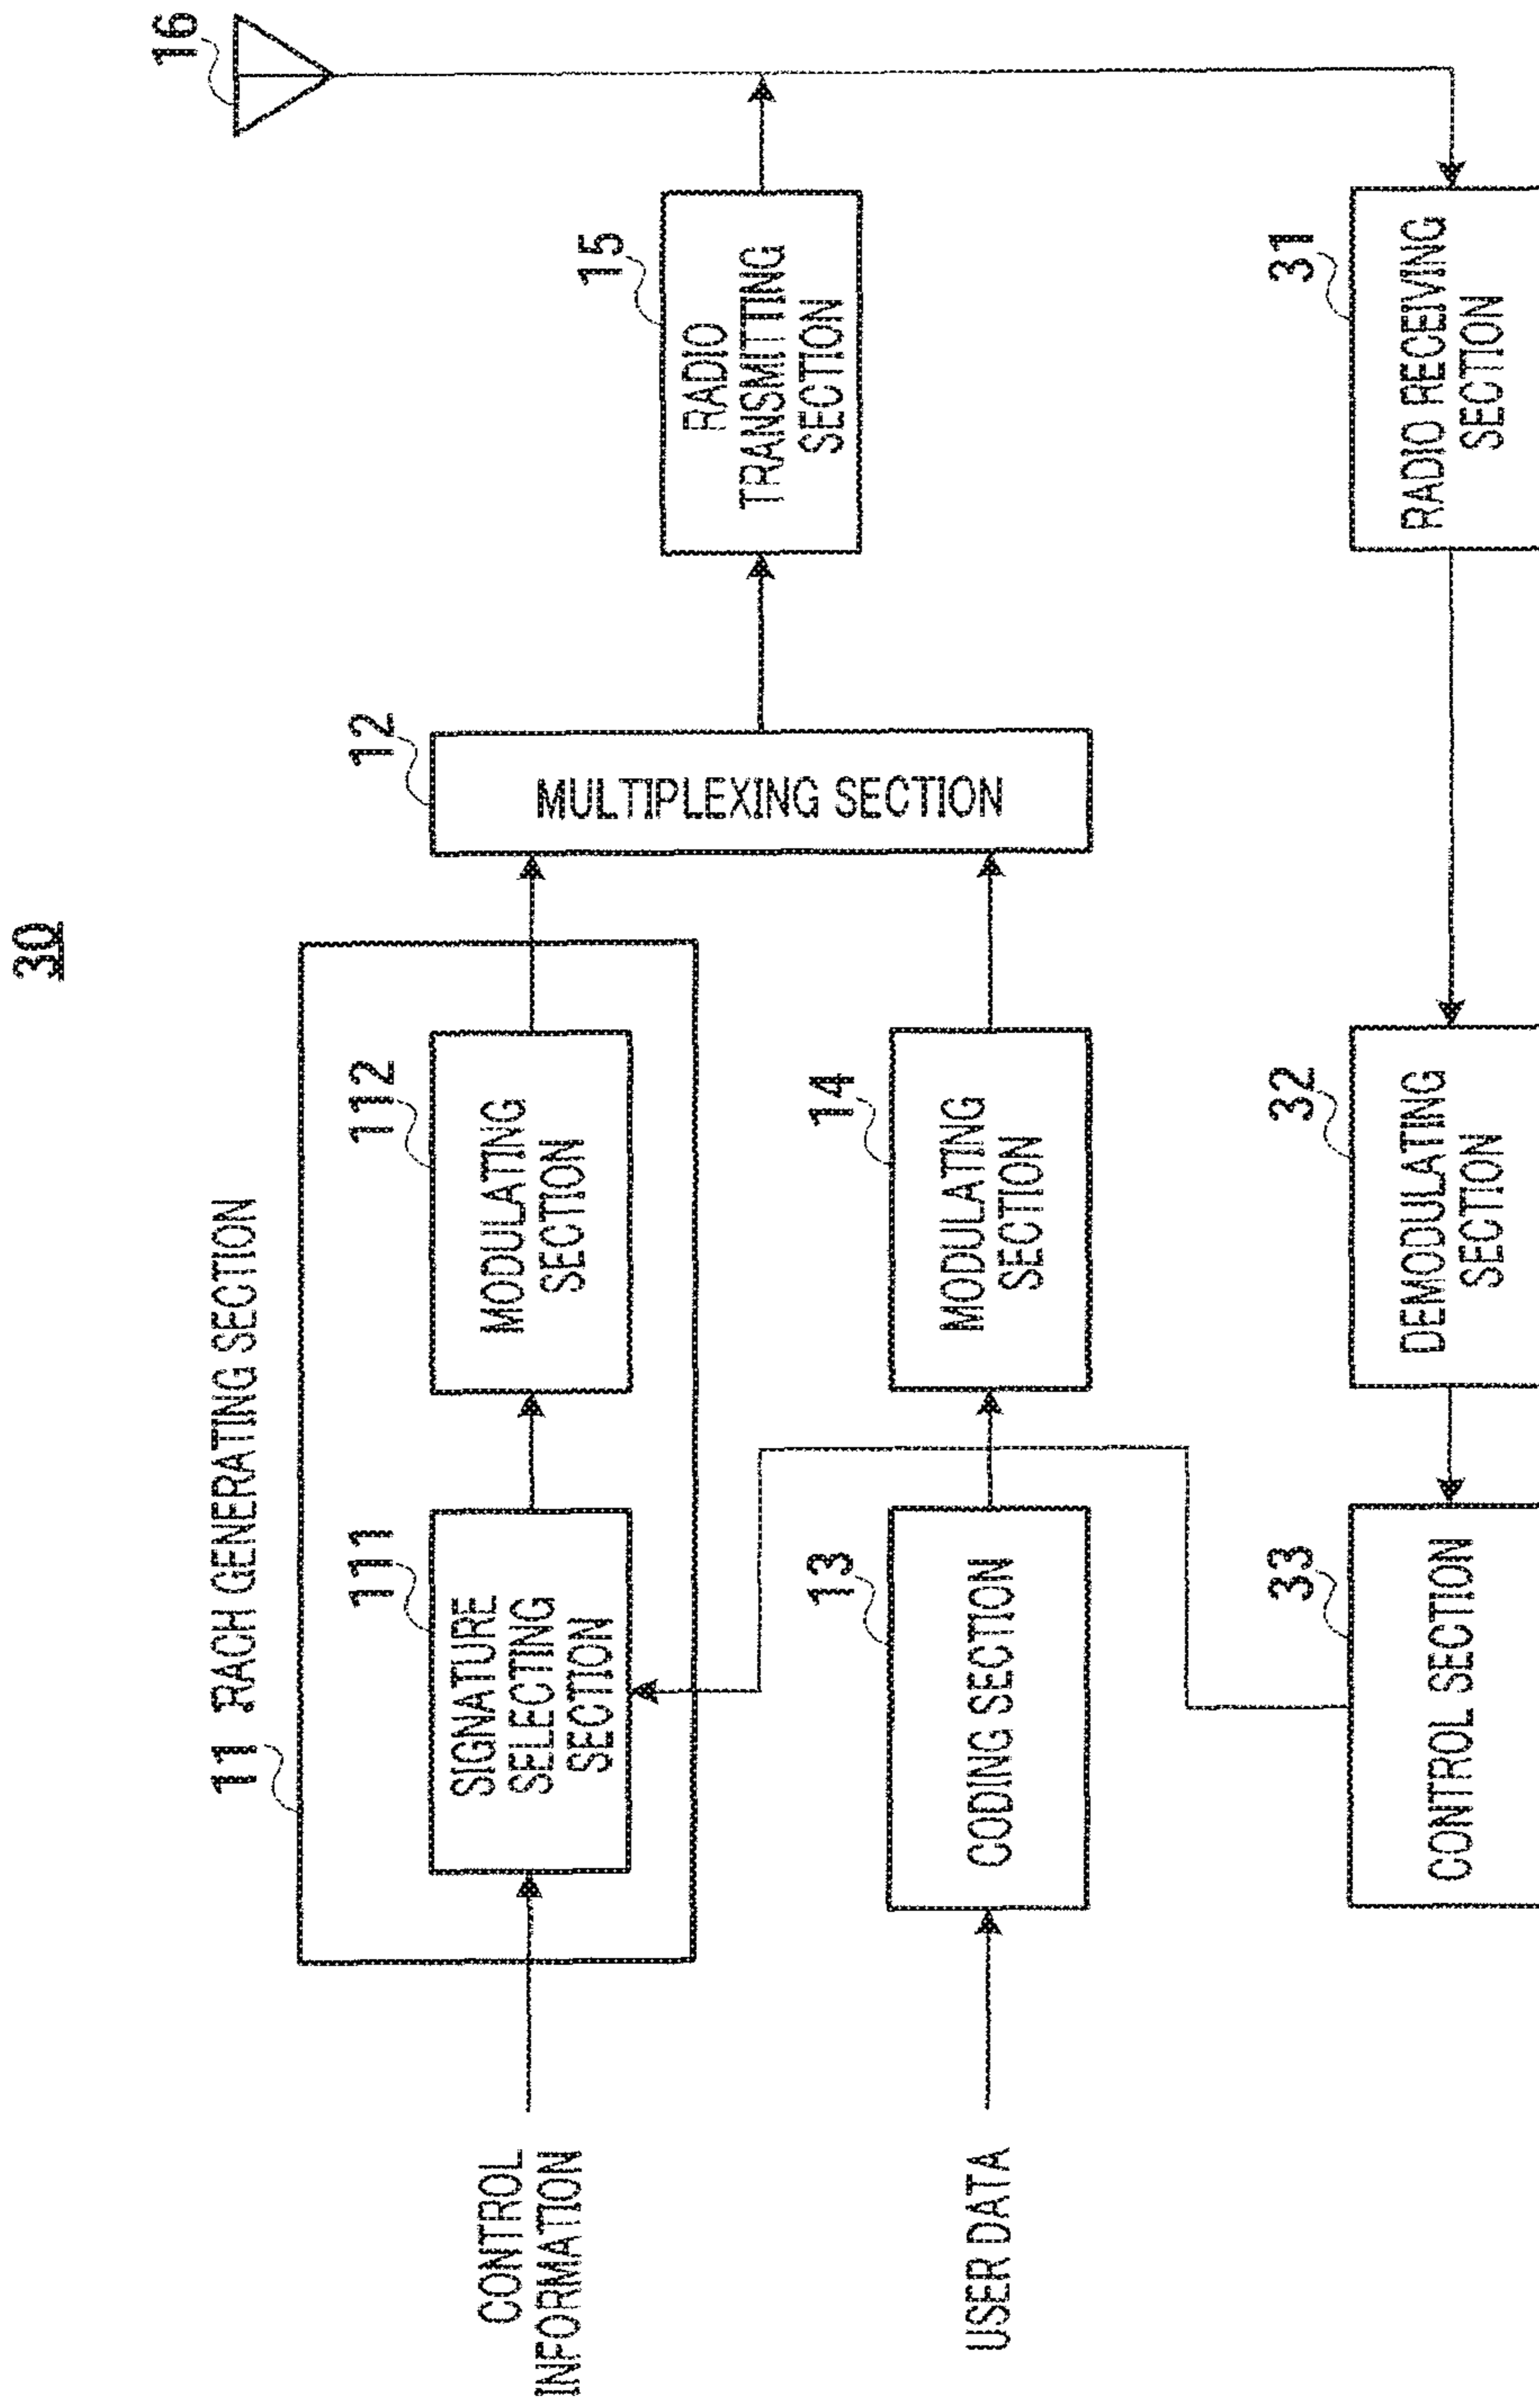 30
16
11 RACH GENERATING SECTION
111
112
12
CONTROL
INFORMATION
SIGNATURE
SELECTING
SECTION
MODULATING
SECTION
MULTIPLEXING SECTION
15
RADIO
TRANSMITTING
SECTION
13
14
USER DATA
CODING SECTION
MODULATING
SECTION
33
32
31
CONTROL SECTION
DEMODULATING
SECTION
RADIO RECEIVING
SECTION